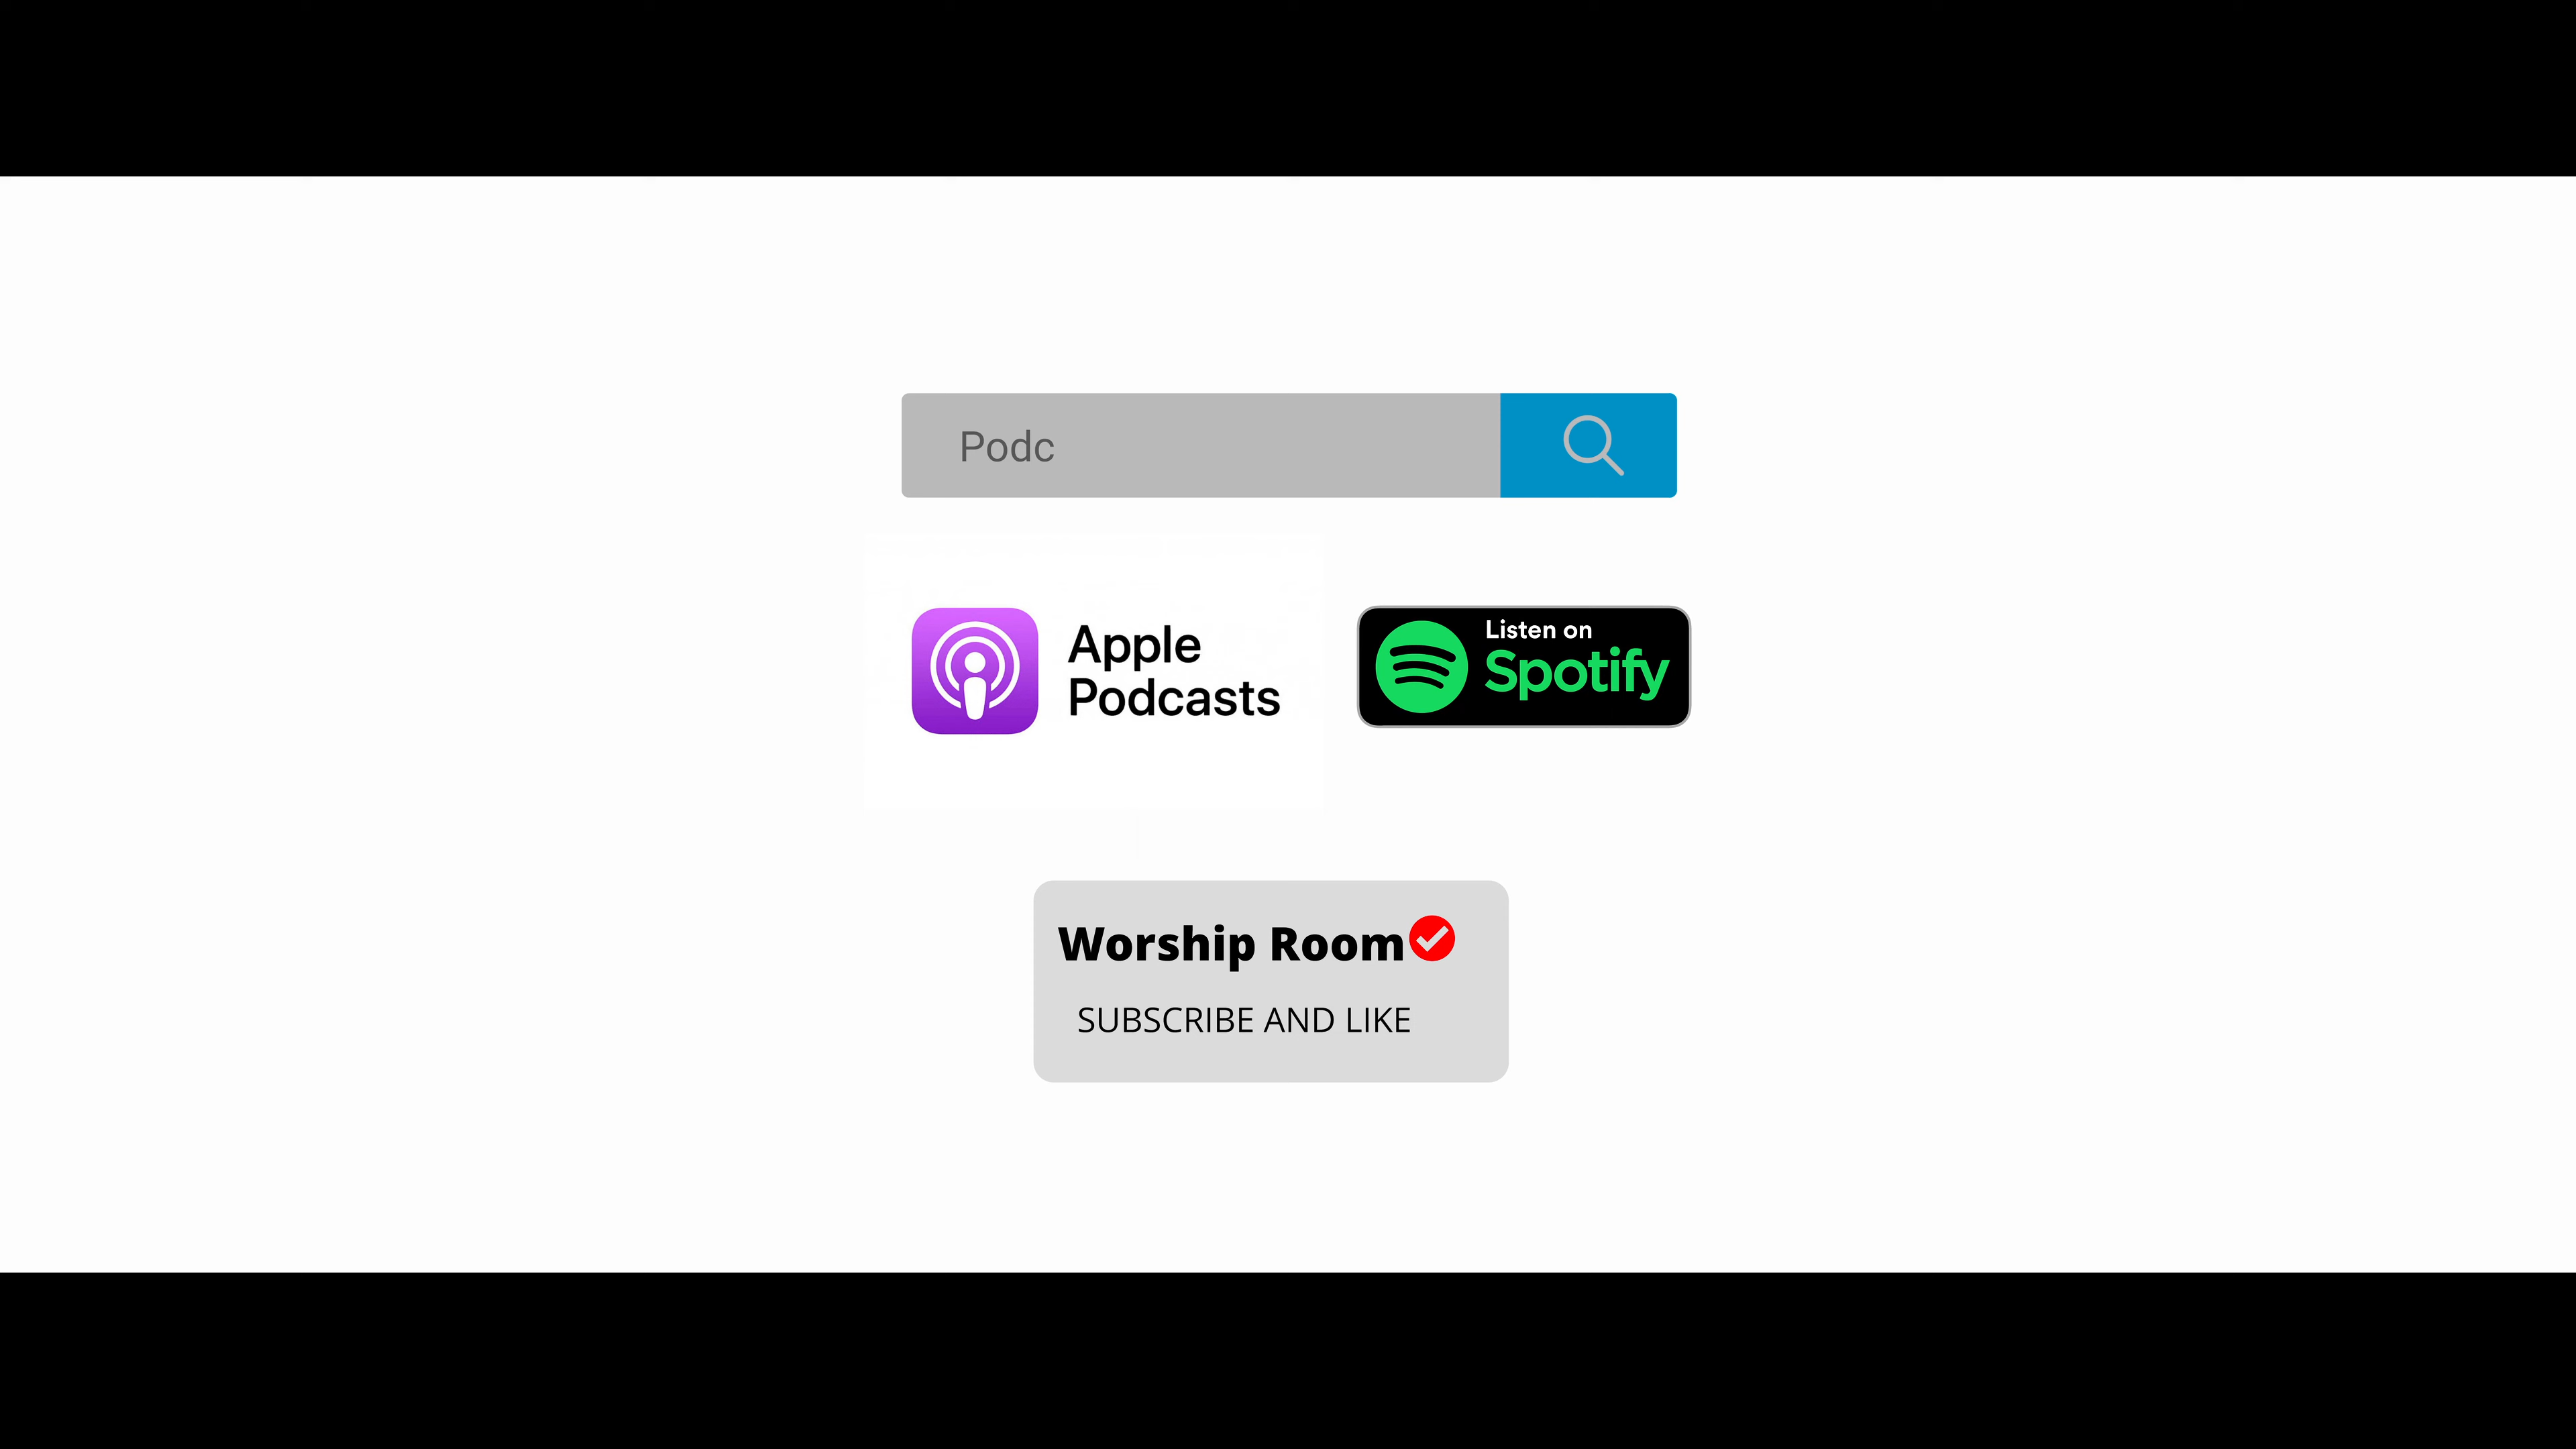 Podc
Apple
Podcasts
Listen on
Spotify
Worship Room
SUBSCRIBE AND LIKE